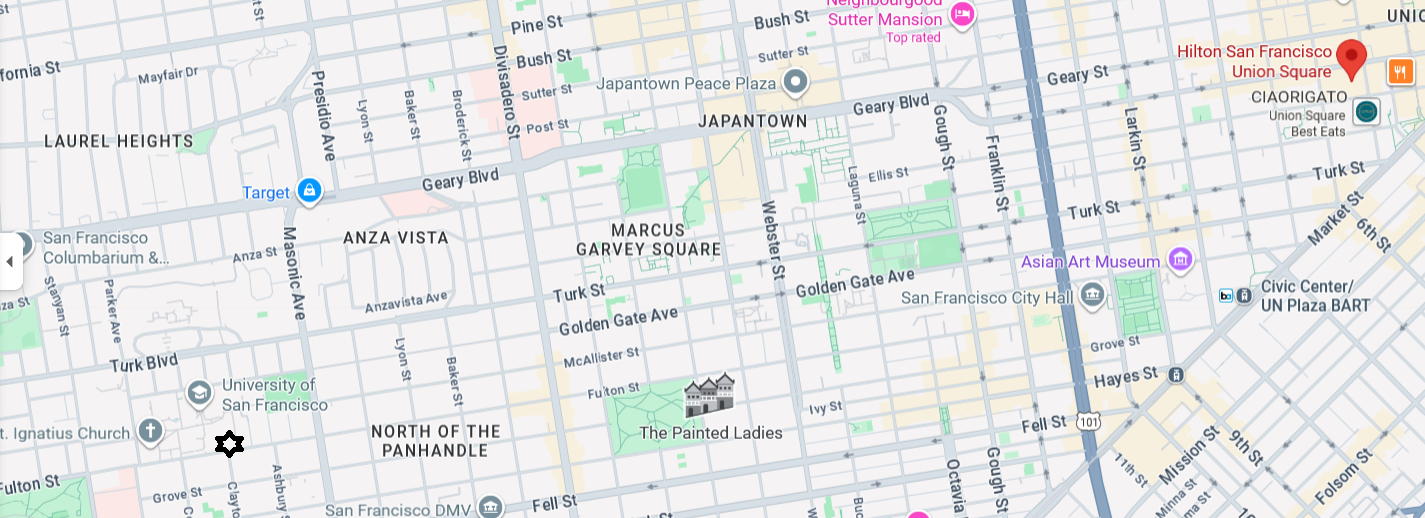 Neighbourgood
Sutter Mansion
Top rated
Pine St
Bush St
UNIC
Divisadero St
Bush St
Sutter St
Hilton San Francisco
Union Square
fornia St
Mayfair Dr
Presidio Ave
Lyon St
Baker St
Broderick St
Sutter St
Post St
Japantown Peace Plaza
Geary St
CIAORIGATO
Union Square
Best Eats
Geary Blvd
JAPANTOWN
Gough St
Franklin St
Larkin St
LAUREL HEIGHTS
Turk St
Target
Geary Blvd
Laguna St
Ellis St
Turk St
Market St
6th St
San Francisco
Columbarium &...
Masonic Ave
ANZA VISTA
MARCUS
GARVEY SQUARE
Webster St
Asian Art Museum
Anza St
za St
Stanyan St
Parker Ave
Anzavista Ave
Turk St
Golden Gate Ave
San Francisco City Hall
Civic Center/
UN Plaza BART
Golden Gate Ave
Turk Blvd
Lyon St
Baker St
McAllister St
Grove St
Hayes St
University of
San Francisco
Fulton St
The Painted Ladies
Ivy St
Fell St
101
t. Ignatius Church
NORTH OF THE
PANHANDLE
Mission St
9th St
11th St
Minna St
Folsom St
Fulton St
Grove St
Clayto
Ashbury S
San Francisco DMV
Fell St
Octavia
Gough St